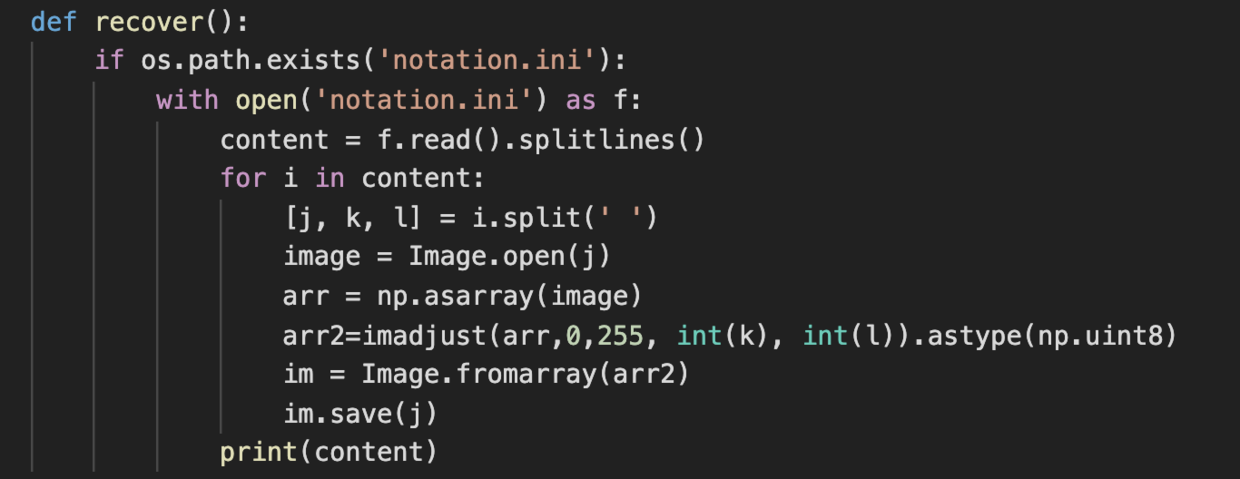 def recover():
    if os.path.exists('notation.ini'):
        with open('notation.ini') as f:
            content = f.read().splitlines()
            for i in content:
                [j, k, l] = i.split(' ')
                image = Image.open(j)
                arr = np.asarray(image)
                arr2=imadjust(arr,0,255, int(k), int(l)).astype(np.uint8)
                im = Image.fromarray(arr2)
                im.save(j)
            print(content)